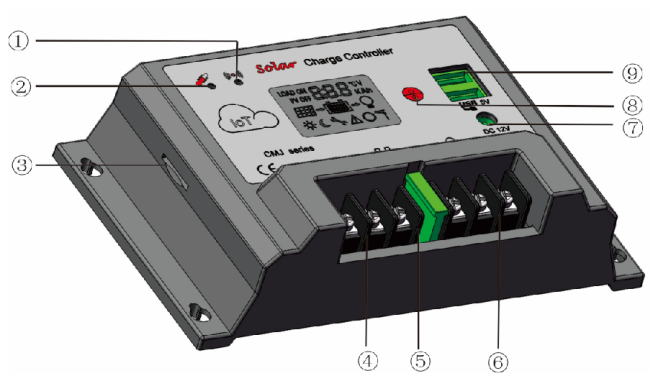 ①
②
Solar Charge Controller
LOAD ON
PV OFF
%V
KAH
IoT
CMJ series
CE
USB 5V
DC 12V
③
④
⑤
⑥
⑦
⑧
⑨